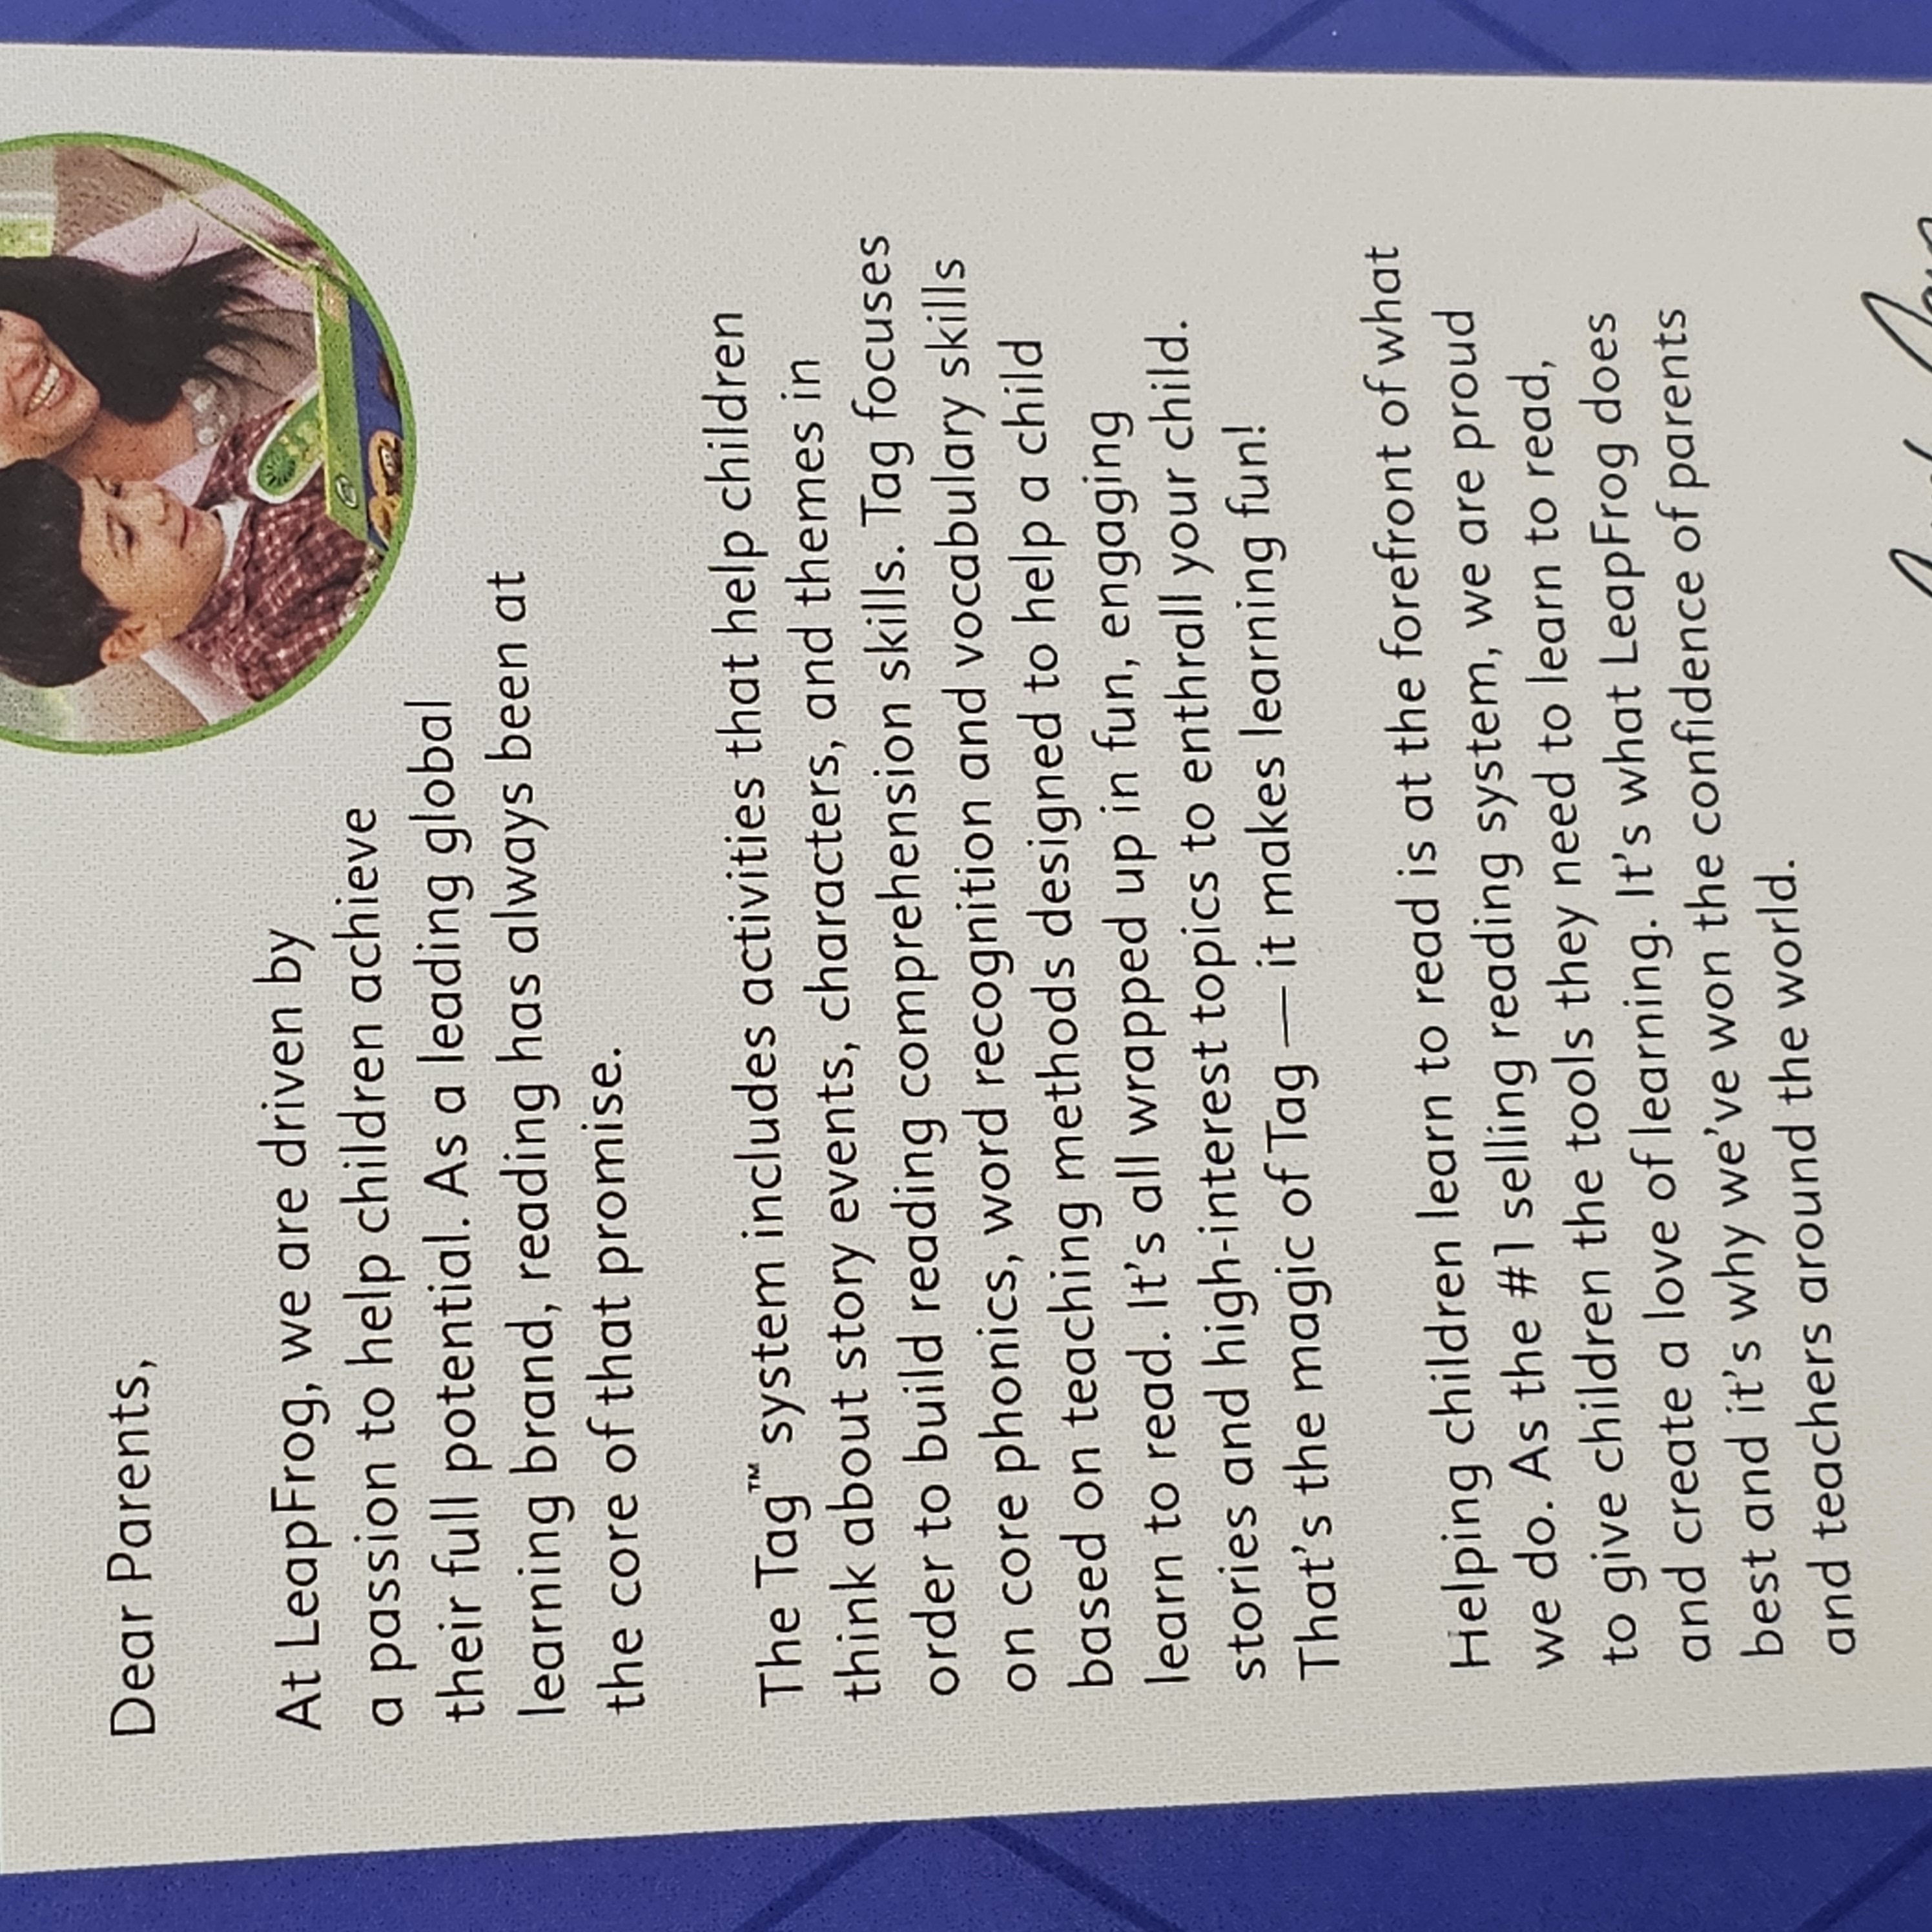 Dear Parents,
At LeapFrog, we are driven by
a passion to help children achieve
their full potential. As a leading global
learning brand, reading has always been at
the core of that promise.
The Tag™ system includes activities that help children
think about story events, characters, and themes in
order to build reading comprehension skills. Tag focuses
on core phonics, word recognition and vocabulary skills
based on teaching methods designed to help a child
learn to read. It's all wrapped up in fun, engaging
stories and high-interest topics to enthrall your child.
That's the magic of Tag — it makes learning fun!
Helping children learn to read is at the forefront of what
we do. As the #1 selling reading system, we are proud
to give children the tools they need to learn to read,
and create a love of learning. It's what LeapFrog does
best and it's why we've won the confidence of parents
and teachers around the world.